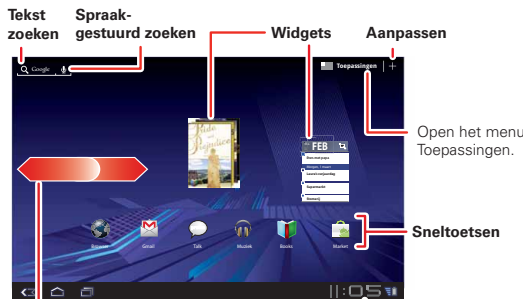 Tekst
zoeken
Spraak-
gestuurd zoeken
Widgets
Aanpassen
Google
Toepassingen
Open het menu
Toepassingen.
FEB
Supermarkt
Browser
Gmail
Talk
Muziek
Books
Market
Sneltoetsen
11:05